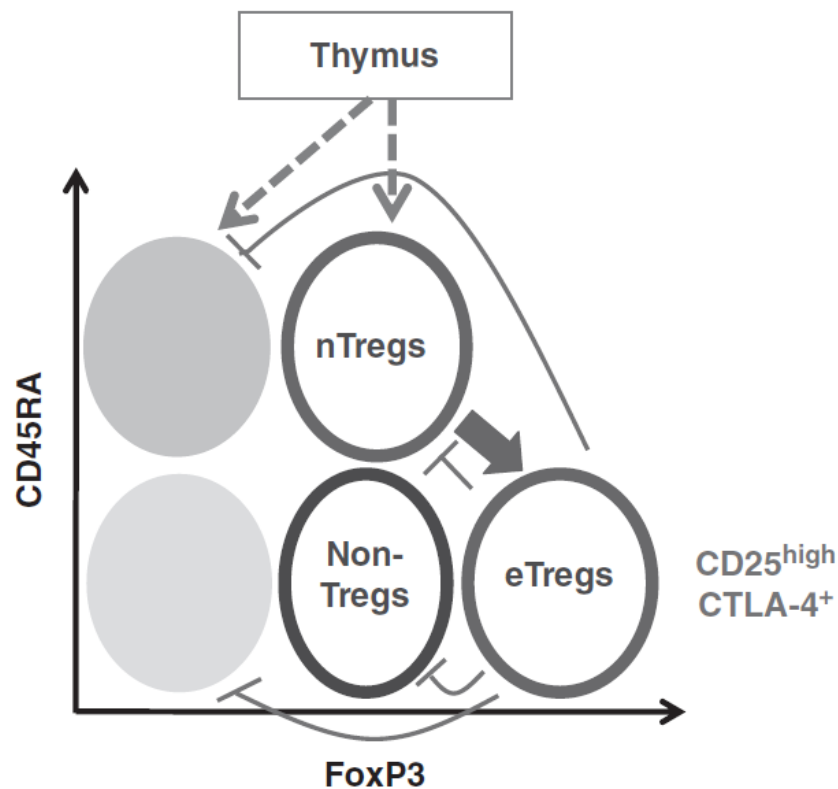 Thymus
CD45RA
nTregs
Non-
Tregs
eTregs
CD25high
CTLA-4+
FoxP3